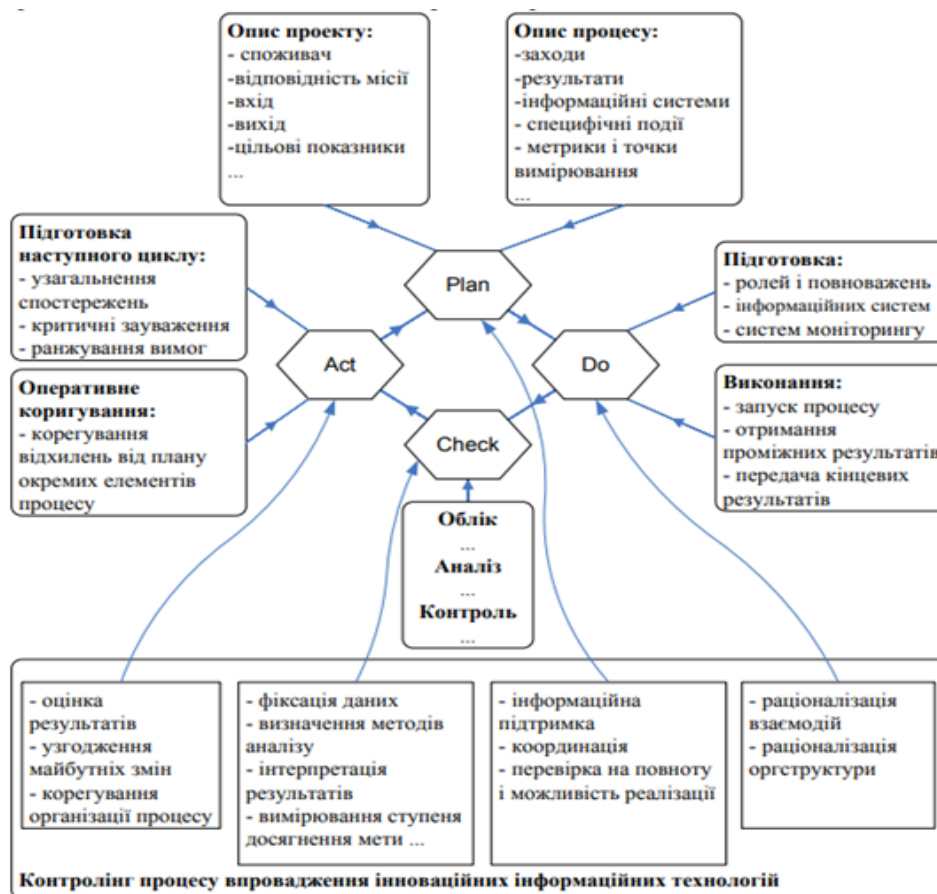 Опис проекту:
- споживач
-відповідність місії
-вхід
-вихід
-цільові показники
...
Опис процесу:
-заходи
-результати
-інформаційні системи
- специфічні події
- метрики і точки
вимірювання
...
Підготовка
наступного циклу:
- узагальнення
спостережень
- критичні зауваження
- ранжування вимог
Plan
Підготовка:
- ролей і повноважень
- інформаційних систем
- систем моніторингу
Act
Do
Оперативне
коригування:
- корегування
відхилень від плану
окремих елементів
процесу
Check
Виконання:
- запуск процесу
- отримання
проміжних результатів
- передача кінцевих
результатів
Облік
...
Аналіз
...
Контроль
...
- оцінка
результатів
- узгодження
майбутніх змін
- корегування
організації процесу
- фіксація даних
- визначення методів
аналізу
- інтерпретація
результатів
- вимірювання ступеня
досягнення мети ...
- інформаційна
підтримка
- координація
- перевірка на повноту
і можливість реалізації
- раціоналізація
взаємодій
- раціоналізація
оргструктури
Контролінг процесу впровадження інноваційних інформаційних технологій